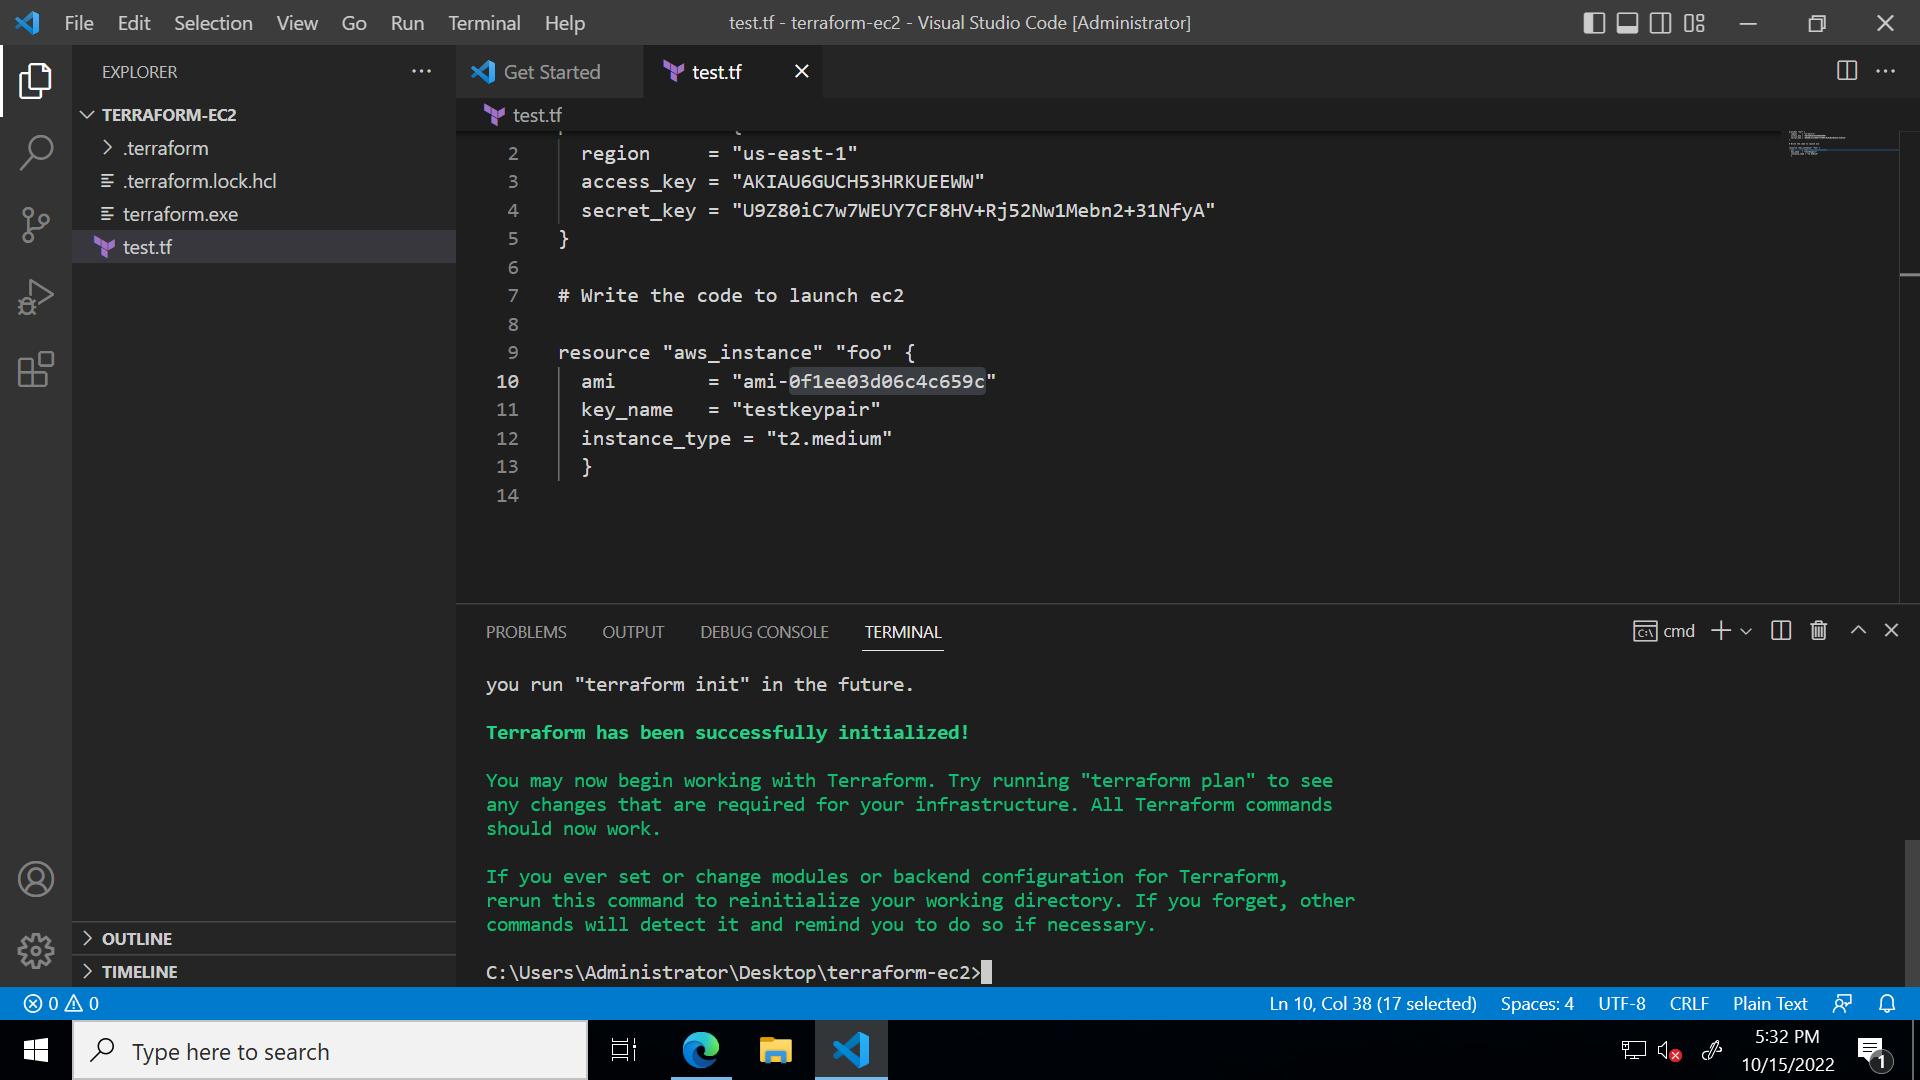 File Edit Selection View Go Run Terminal Help
test.tf - terraform-ec2 - Visual Studio Code [Administrator]
EXPLORER
TERRAFORM-EC2
.terraform
.terraform.lock.hcl
terraform.exe
test.tf
OUTLINE
TIMELINE
Get Started
test.tf
test.tf
2 region = "us-east-1"
3 access_key = "AKIAU6GUCH53HRKUEEWW"
4 secret_key = "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"
5 }
6
7 # Write the code to launch ec2
8
9 resource "aws_instance" "foo" {
10 ami = "ami-0f1ee03d06c4c659c"
11 key_name = "testkeypair"
12 instance_type = "t2.medium"
13 }
14
PROBLEMS OUTPUT DEBUG CONSOLE TERMINAL
cmd
you run "terraform init" in the future.
Terraform has been successfully initialized!
You may now begin working with Terraform. Try running "terraform plan" to see
any changes that are required for your infrastructure. All Terraform commands
should now work.
If you ever set or change modules or backend configuration for Terraform,
rerun this command to reinitialize your working directory. If you forget, other
commands will detect it and remind you to do so if necessary.
C:\Users\Administrator\Desktop\terraform-ec2>
0 0
Ln 10, Col 38 (17 selected) Spaces: 4 UTF-8 CRLF Plain Text
Type here to search
5:32 PM
10/15/2022
1